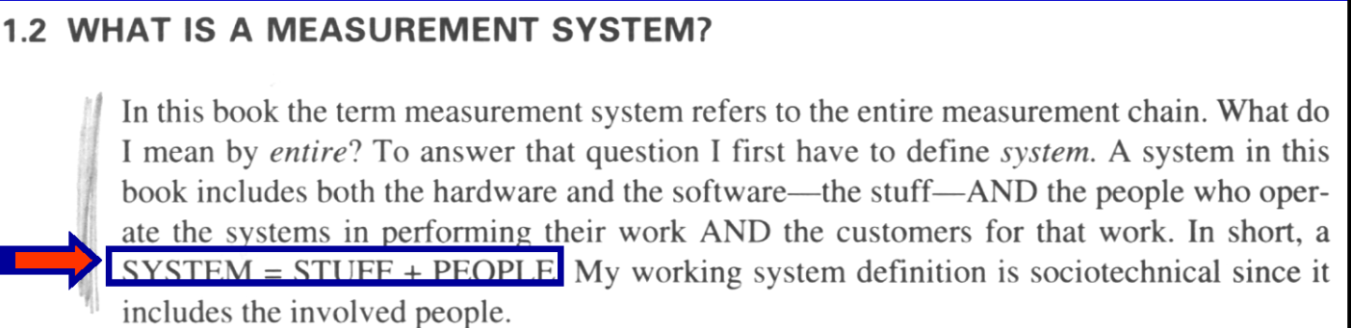 1.2 WHAT IS A MEASUREMENT SYSTEM?
In this book the term measurement system refers to the entire measurement chain. What do
I mean by entire? To answer that question I first have to define system. A system in this
book includes both the hardware and the software—the stuff—AND the people who oper-
ate the systems in performing their work AND the customers for that work. In short, a
SYSTEM = STUFF + PEOPLE. My working system definition is sociotechnical since it
includes the involved people.